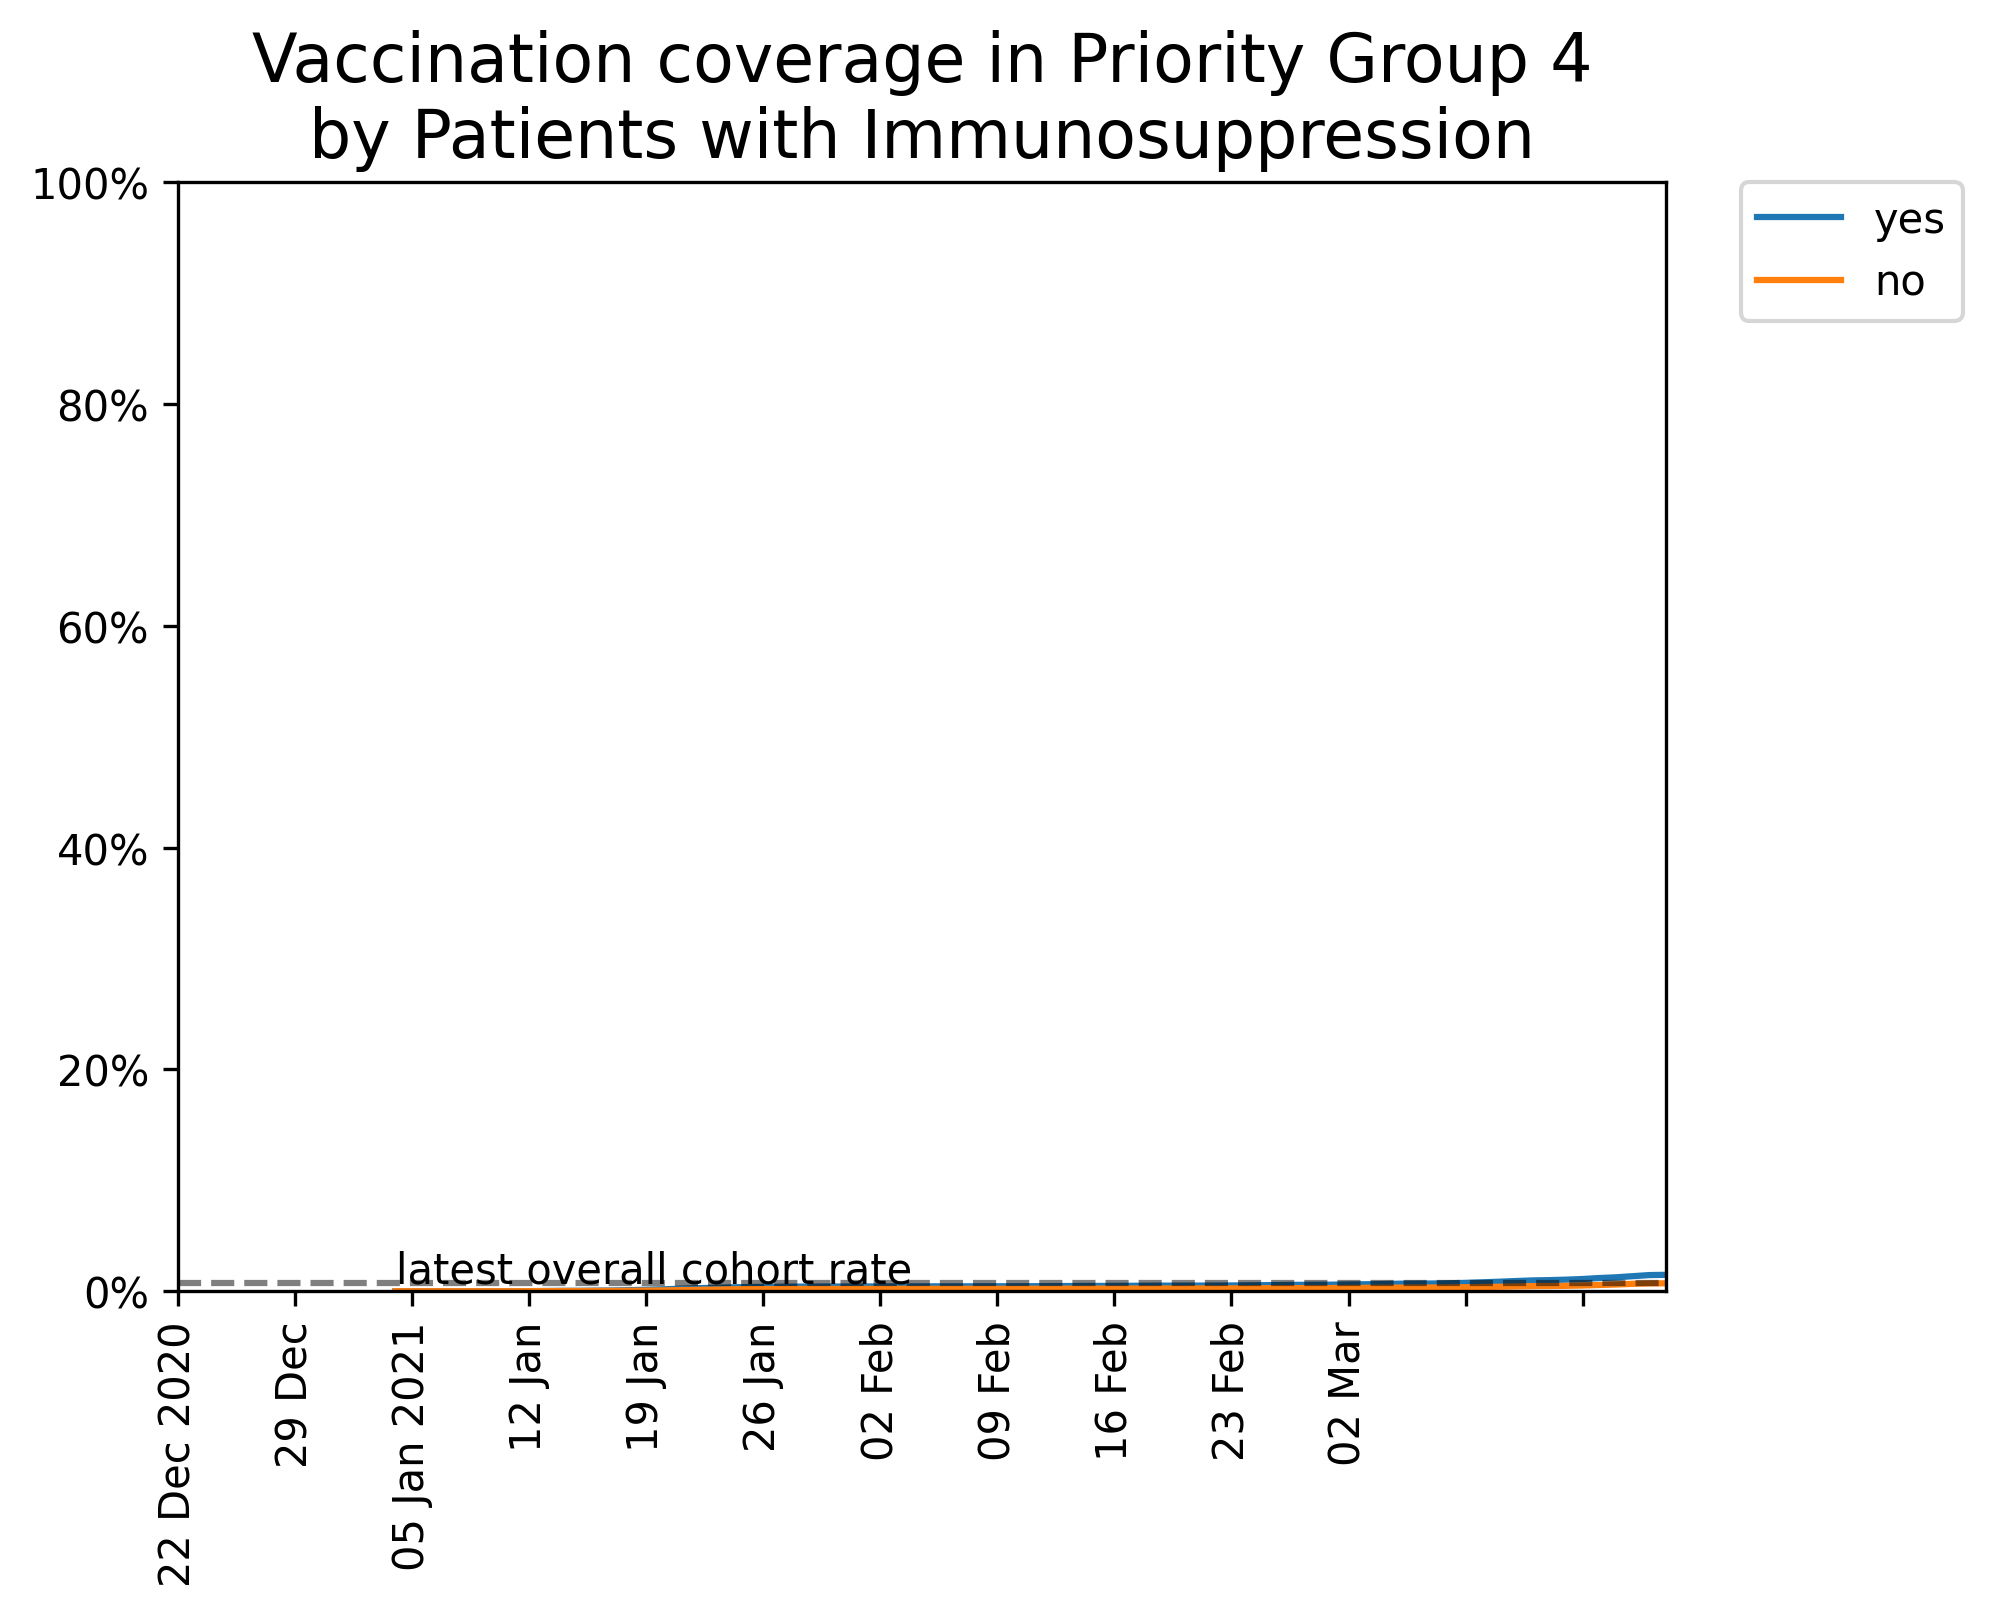 Vaccination coverage in Priority Group 4
by Patients with Immunosuppression
100%
80%
60%
40%
20%
0%
yes
no
latest overall cohort rate
22 Dec 2020
29 Dec
05 Jan 2021
12 Jan
19 Jan
26 Jan
02 Feb
09 Feb
16 Feb
23 Feb
02 Mar